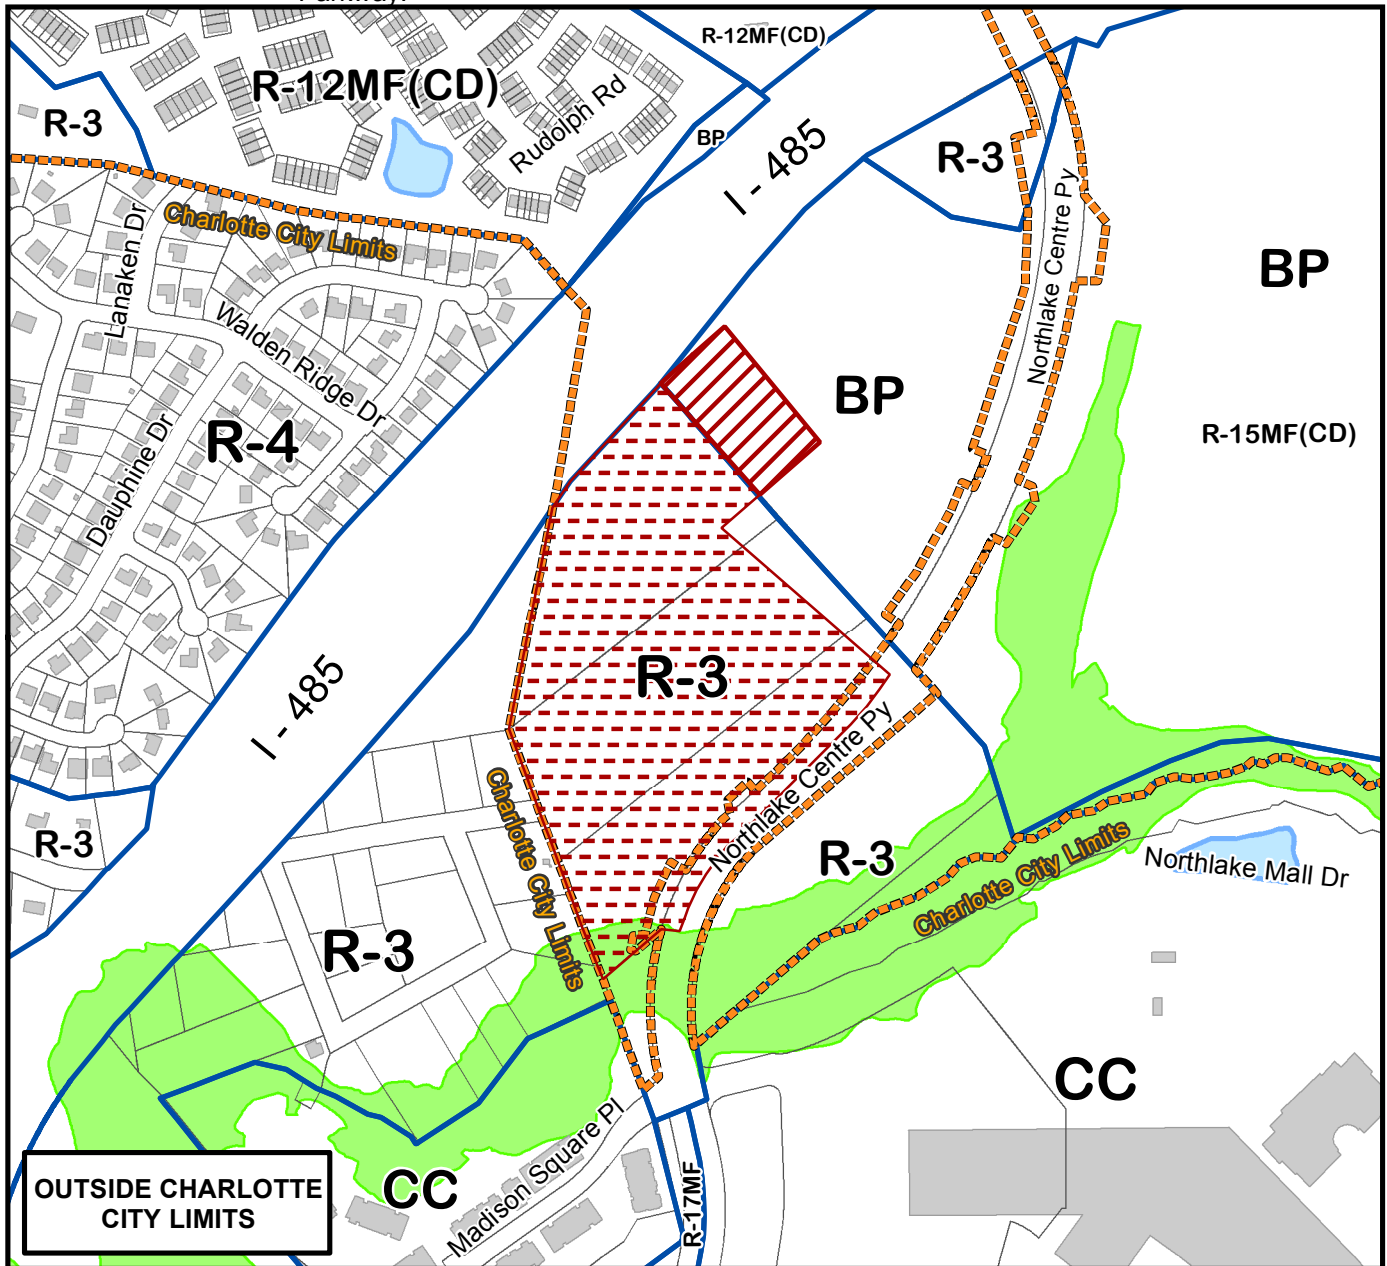 R-12MF(CD)
R-12MF(CD)
R-3
Rudolph Rd
BP
I - 485
R-3
Lanaken Dr
Charlotte City Limits
Northlake Centre Py
BP
Walden Ridge Dr
BP
R-4
Dauphine Dr
R-15MF(CD)
R-3
I - 485
Northlake Centre Py
Charlotte City Limits
R-3
R-3
Charlotte City Limits
Northlake Mall Dr
R-3
CC
Madison Square Pl
CC
R-17MF
OUTSIDE CHARLOTTE
CITY LIMITS